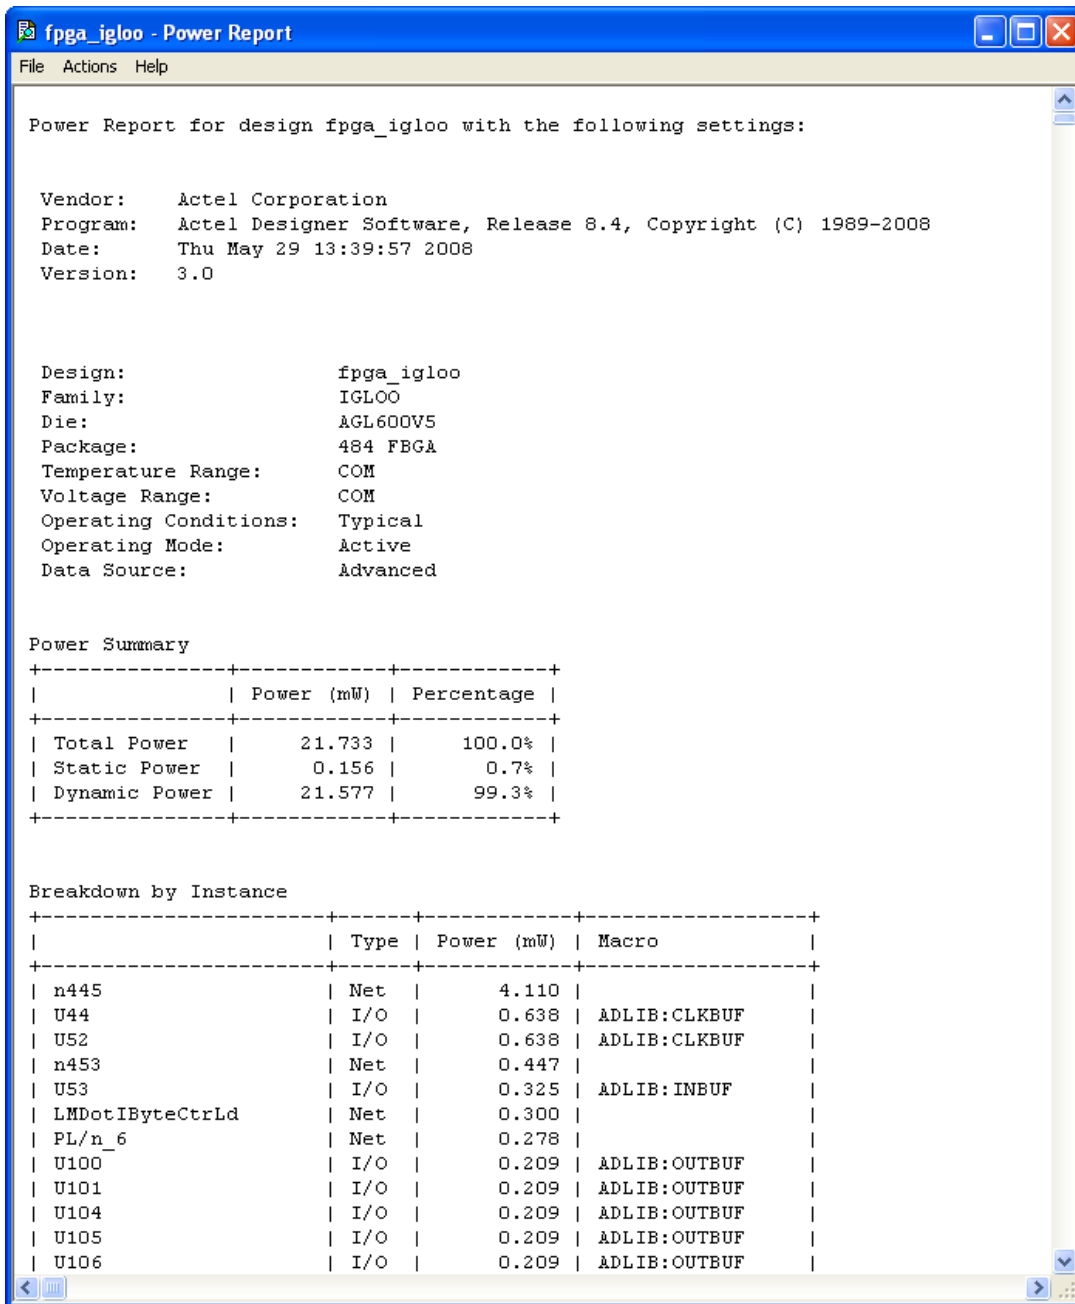 fpga_igloo - Power Report
File Actions Help
Power Report for design fpga_igloo with the following settings:
Vendor: Actel Corporation
Program: Actel Designer Software, Release 8.4, Copyright (C) 1989-2008
Date: Thu May 29 13:39:57 2008
Version: 3.0
Design: fpga_igloo
Family: IGLOO
Die: AGL600V5
Package: 484 FBGA
Temperature Range: COM
Voltage Range: COM
Operating Conditions: Typical
Operating Mode: Active
Data Source: Advanced
Power Summary
+---------------+------------+------------+
|               | Power (mW) | Percentage |
+---------------+------------+------------+
| Total Power   |     21.733 |     100.0% |
| Static Power  |      0.156 |       0.7% |
| Dynamic Power |     21.577 |      99.3% |
+---------------+------------+------------+
Breakdown by Instance
+-----------------------+------+------------+------------------+
|                       | Type | Power (mW) | Macro            |
+-----------------------+------+------------+------------------+
| n445                  | Net  |      4.110 |                  |
| U44                   | I/O  |      0.638 | ADLIB:CLKBUF     |
| U52                   | I/O  |      0.638 | ADLIB:CLKBUF     |
| n453                  | Net  |      0.447 |                  |
| U53                   | I/O  |      0.325 | ADLIB:INBUF      |
| LMDotIByteCtrLd       | Net  |      0.300 |                  |
| PL/n_6                | Net  |      0.278 |                  |
| U100                  | I/O  |      0.209 | ADLIB:OUTBUF     |
| U101                  | I/O  |      0.209 | ADLIB:OUTBUF     |
| U104                  | I/O  |      0.209 | ADLIB:OUTBUF     |
| U105                  | I/O  |      0.209 | ADLIB:OUTBUF     |
| U106                  | I/O  |      0.209 | ADLIB:OUTBUF     |